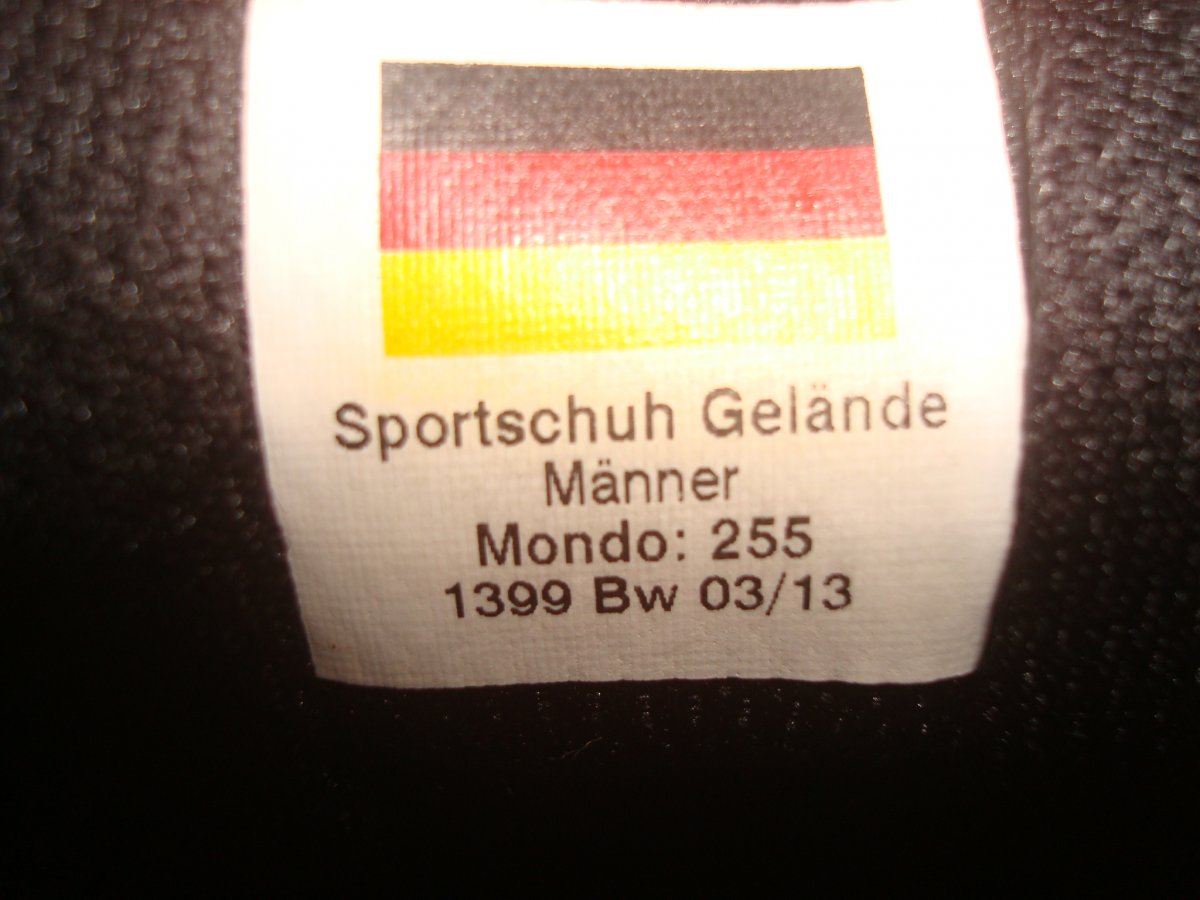 Sportschuh Gelände
Männer
Mondo: 255
1399 Bw 03/13